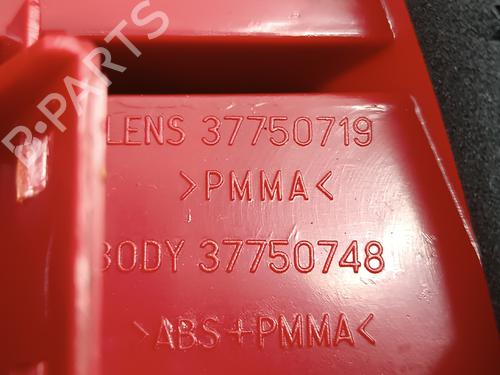 B-PARTS
LENS 37750719
>PMMA<
BODY 37750748
>ABS+PMMA<